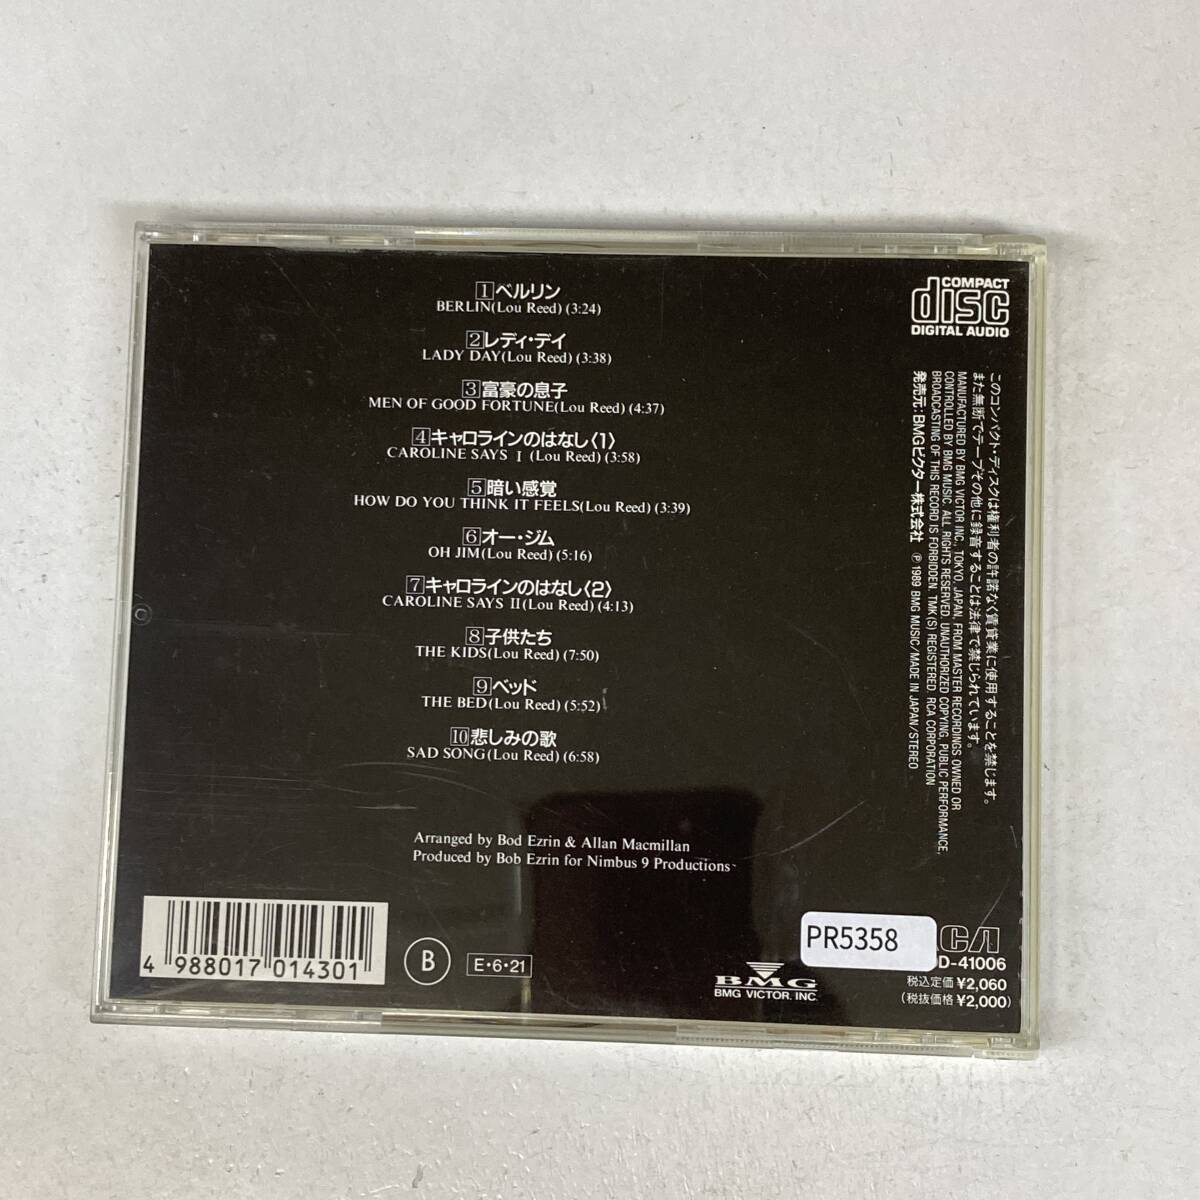 1 ベルリン
BERLIN(Lou Reed) (3:24)
2 レディ・デイ
LADY DAY(Lou Reed) (3:38)
3 富豪の息子
MEN OF GOOD FORTUNE(Lou Reed) (4:37)
4 キャロラインのはなし〈1〉
CAROLINE SAYS I (Lou Reed) (3:58)
5 暗い感覚
HOW DO YOU THINK IT FEELS(Lou Reed) (3:39)
6 オー・ジム
OH JIM(Lou Reed) (5:16)
7 キャロラインのはなし〈2〉
CAROLINE SAYS II(Lou Reed) (4:13)
8 子供たち
THE KIDS(Lou Reed) (7:50)
9 ベッド
THE BED(Lou Reed) (5:52)
10 悲しみの歌
SAD SONG(Lou Reed) (6:58)
Arranged by Bod Ezrin & Allan Macmillan
Produced by Bob Ezrin for Nimbus 9 Productions
COMPACT
disc
DIGITAL AUDIO
このコンパクト・ディスクは権利者の許諾なく賃貸業に使用することを禁じます。
また無断でテープその他に録音することは法律で禁じられています。
MANUFACTURED BY BMG VICTOR INC., TOKYO, JAPAN, FROM MASTER RECORDINGS OWNED OR
CONTROLLED BY BMG MUSIC. ALL RIGHTS RESERVED. UNAUTHORIZED COPYING, PUBLIC PERFORMANCE,
BROADCASTING OF THIS RECORD IS FORBIDDEN. TMK(S) REGISTERED. RCA CORPORATION
発売元:BMGビクター株式会社 ℗ 1989 BMG MUSIC/MADE IN JAPAN/STEREO
4 988017 014301
B
E・6・21
BMG
BMG VICTOR, INC.
PR5358
D-41006
税込定価 ¥2,060
(税抜価格 ¥2,000)